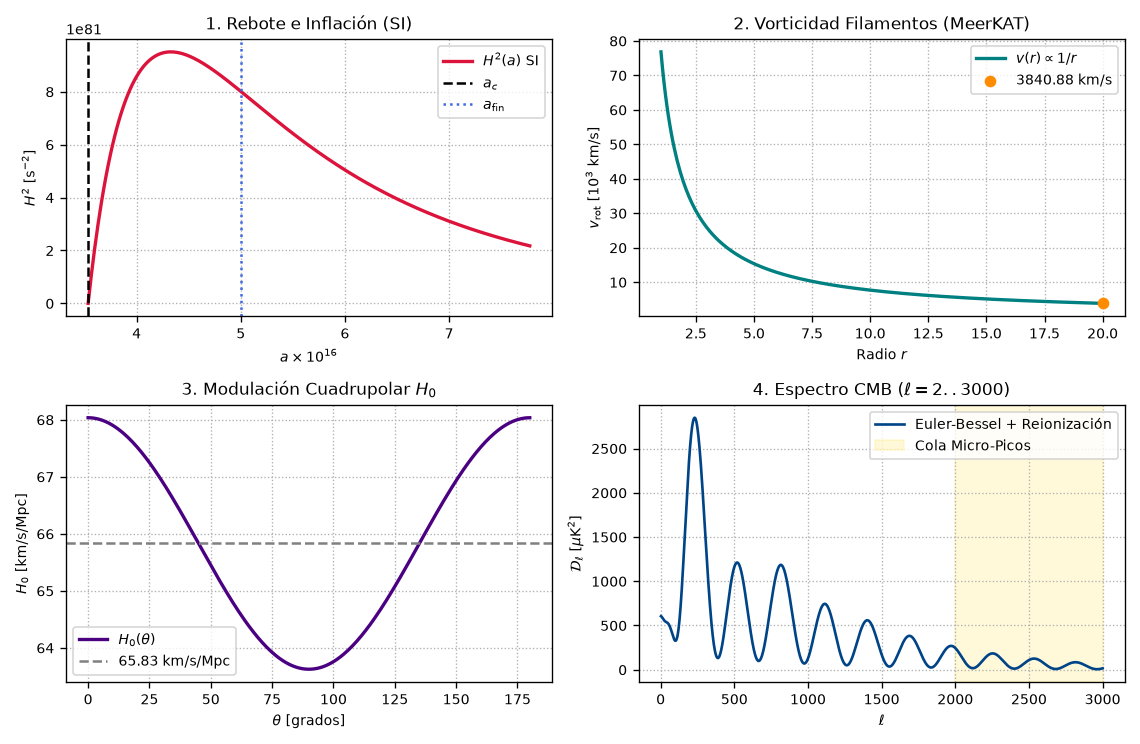 1. Rebote e Inflación (SI)
1e81
H²(a) SI
a_c
a_fin
8
6
4
2
0
H² [s⁻²]
4 5 6 7
a × 10¹⁶
2. Vorticidad Filamentos (MeerKAT)
v(r) ∝ 1/r
3840.88 km/s
80
70
60
50
40
30
20
10
v_rot [10³ km/s]
2.5 5.0 7.5 10.0 12.5 15.0 17.5 20.0
Radio r
3. Modulación Cuadrupolar H₀
68
67
66
65
64
H₀ [km/s/Mpc]
H₀(θ)
65.83 km/s/Mpc
0 25 50 75 100 125 150 175
θ [grados]
4. Espectro CMB (ℓ = 2. . 3000)
Euler-Bessel + Reionización
Cola Micro-Picos
2500
2000
1500
1000
500
0
𝒟_ℓ [μK²]
0 500 1000 1500 2000 2500 3000
ℓ